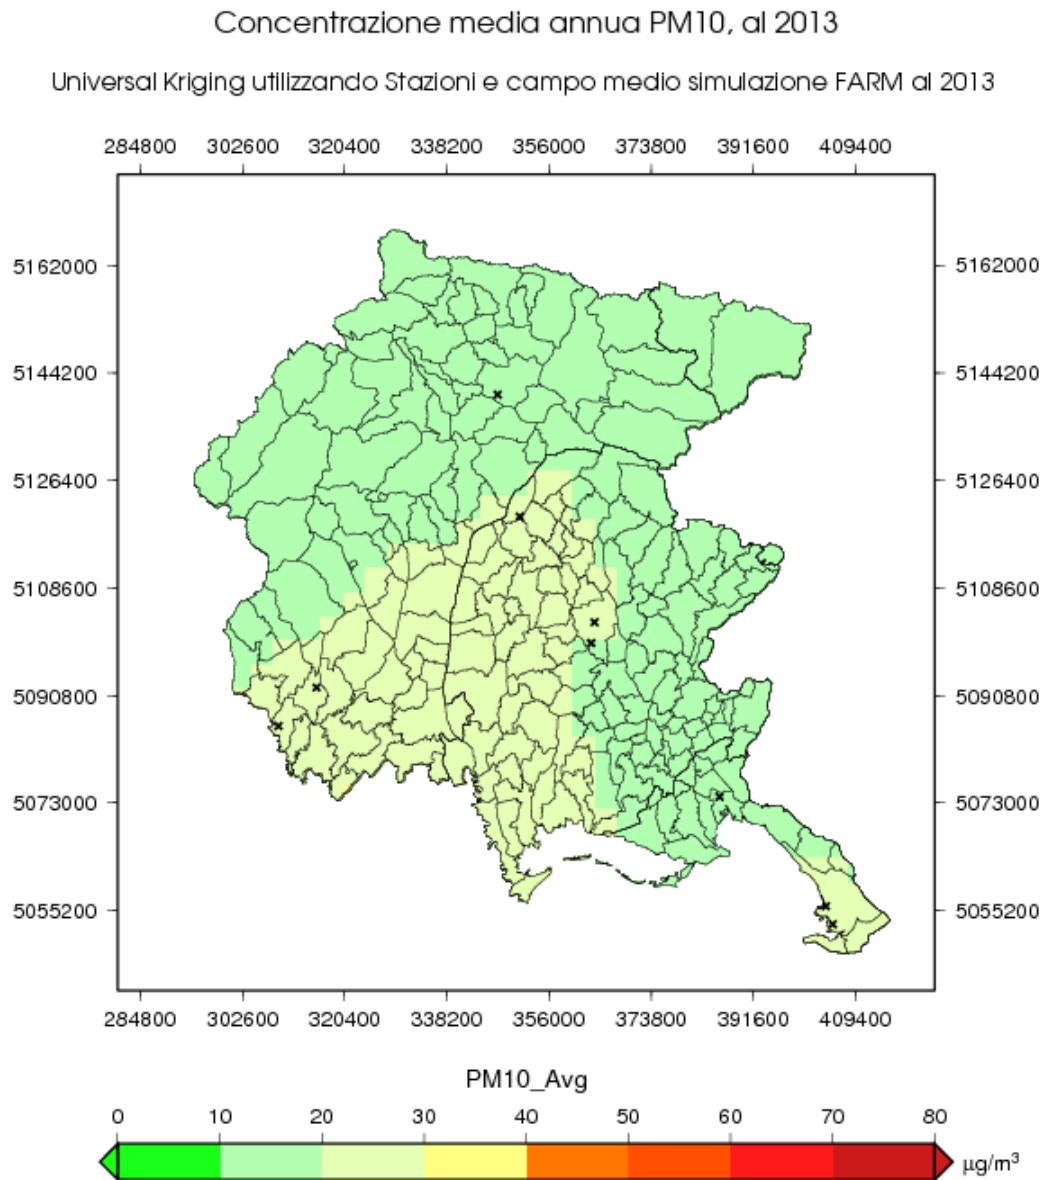 Concentrazione media annua PM10, al 2013
Universal Kriging utilizzando Stazioni e campo medio simulazione FARM al 2013
284800 302600 320400 338200 356000 373800 391600 409400
5162000 5162000
5144200 5144200
5126400 5126400
5108600 5108600
5090800 5090800
5073000 5073000
5055200 5055200
284800 302600 320400 338200 356000 373800 391600 409400
PM10_Avg
0 10 20 30 40 50 60 70 80
µg/m³